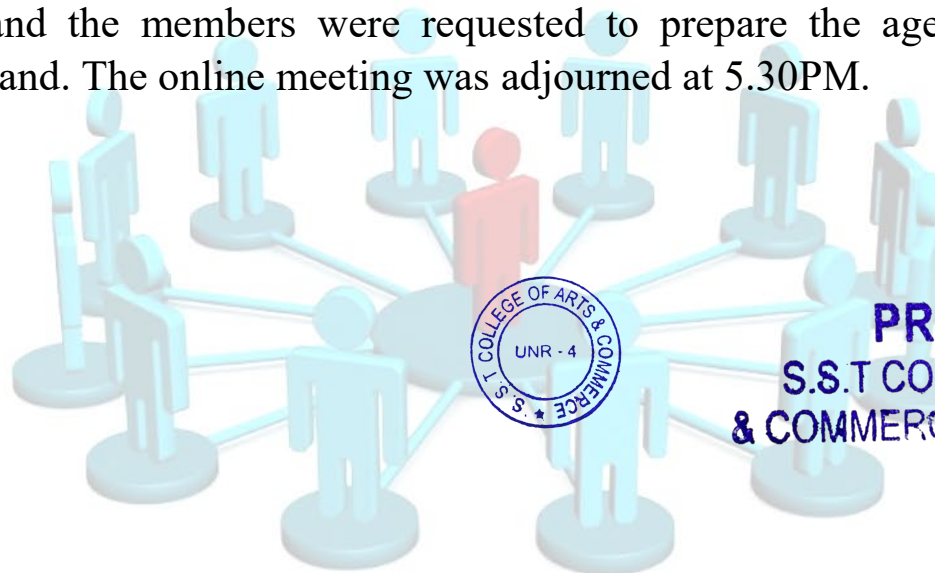 and the members were requested to prepare the age
and. The online meeting was adjourned at 5.30PM.
S.S.T COLLEGE OF ARTS & COMMERCE ★
UNR - 4
PR
S.S.T CO
& COMMERC